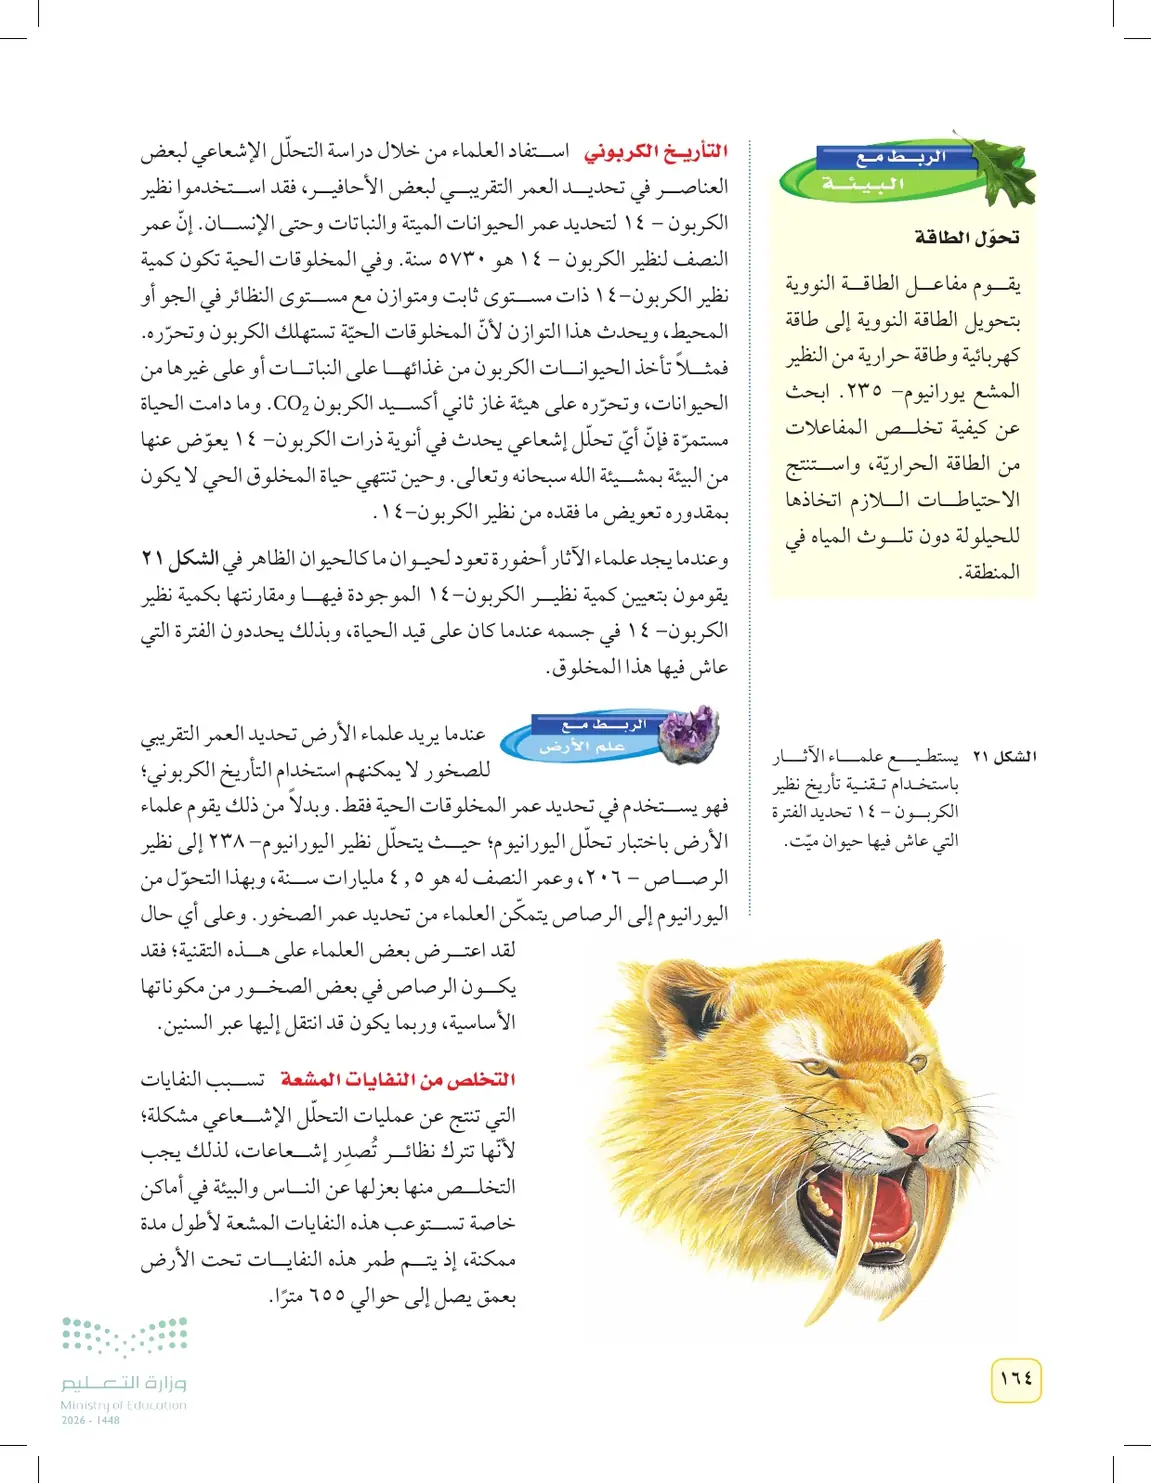 التأريخ الكربوني استفاد العلماء من خلال دراسة التحلّل الإشعاعي لبعض
العناصر في تحديد العمر التقريبي لبعض الأحافير، فقد استخدموا نظير
الكربون – ١٤ لتحديد عمر الحيوانات الميتة والنباتات وحتى الإنسان. إنّ عمر
النصف لنظير الكربون – ١٤ هو ٥٧٣٠ سنة. وفي المخلوقات الحية تكون كمية
نظير الكربون–١٤ ذات مستوى ثابت ومتوازن مع مستوى النظائر في الجو أو
المحيط، ويحدث هذا التوازن لأنّ المخلوقات الحيّة تستهلك الكربون وتحرّره.
فمثلاً تأخذ الحيوانات الكربون من غذائها على النباتات أو على غيرها من
الحيوانات، وتحرّره على هيئة غاز ثاني أكسيد الكربون CO₂. وما دامت الحياة
مستمرّة فإنّ أيّ تحلّل إشعاعي يحدث في أنوية ذرات الكربون– ١٤ يعوّض عنها
من البيئة بمشيئة الله سبحانه وتعالى. وحين تنتهي حياة المخلوق الحي لا يكون
بمقدوره تعويض ما فقده من نظير الكربون–١٤.
وعندما يجد علماء الآثار أحفورة تعود لحيوان ما كالحيوان الظاهر في الشكل ٢١
يقومون بتعيين كمية نظير الكربون–١٤ الموجودة فيها ومقارنتها بكمية نظير
الكربون– ١٤ في جسمه عندما كان على قيد الحياة، وبذلك يحددون الفترة التي
عاش فيها هذا المخلوق.
الربط مع
علم الأرض
عندما يريد علماء الأرض تحديد العمر التقريبي
للصخور لا يمكنهم استخدام التأريخ الكربوني؛
فهو يستخدم في تحديد عمر المخلوقات الحية فقط. وبدلاً من ذلك يقوم علماء
الأرض باختبار تحلّل اليورانيوم؛ حيث يتحلّل نظير اليورانيوم– ٢٣٨ إلى نظير
الرصاص – ٢٠٦، وعمر النصف له هو ٤,٥ مليارات سنة، وبهذا التحوّل من
اليورانيوم إلى الرصاص يتمكّن العلماء من تحديد عمر الصخور. وعلى أي حال
لقد اعترض بعض العلماء على هذه التقنية؛ فقد
يكون الرصاص في بعض الصخور من مكوناتها
الأساسية، وربما يكون قد انتقل إليها عبر السنين.
التخلص من النفايات المشعة تسبب النفايات
التي تنتج عن عمليات التحلّل الإشعاعي مشكلة؛
لأنّها تترك نظائر تُصدِر إشعاعات، لذلك يجب
التخلص منها بعزلها عن الناس والبيئة في أماكن
خاصة تستوعب هذه النفايات المشعة لأطول مدة
ممكنة، إذ يتم طمر هذه النفايات تحت الأرض
بعمق يصل إلى حوالي ٦٥٥ مترًا.
الربط مع
البيئة
تحوّل الطاقة
يقوم مفاعل الطاقة النووية
بتحويل الطاقة النووية إلى طاقة
كهربائية وطاقة حرارية من النظير
المشع يورانيوم– ٢٣٥. ابحث
عن كيفية تخلص المفاعلات
من الطاقة الحراريّة، واستنتج
الاحتياطات اللازم اتخاذها
للحيلولة دون تلوث المياه في
المنطقة.
الشكل ٢١ يستطيع علماء الآثار
باستخدام تقنية تأريخ نظير
الكربون – ١٤ تحديد الفترة
التي عاش فيها حيوان ميّت.
١٦٤
وزارة التعليم
Ministry of Education
2026 - 1448